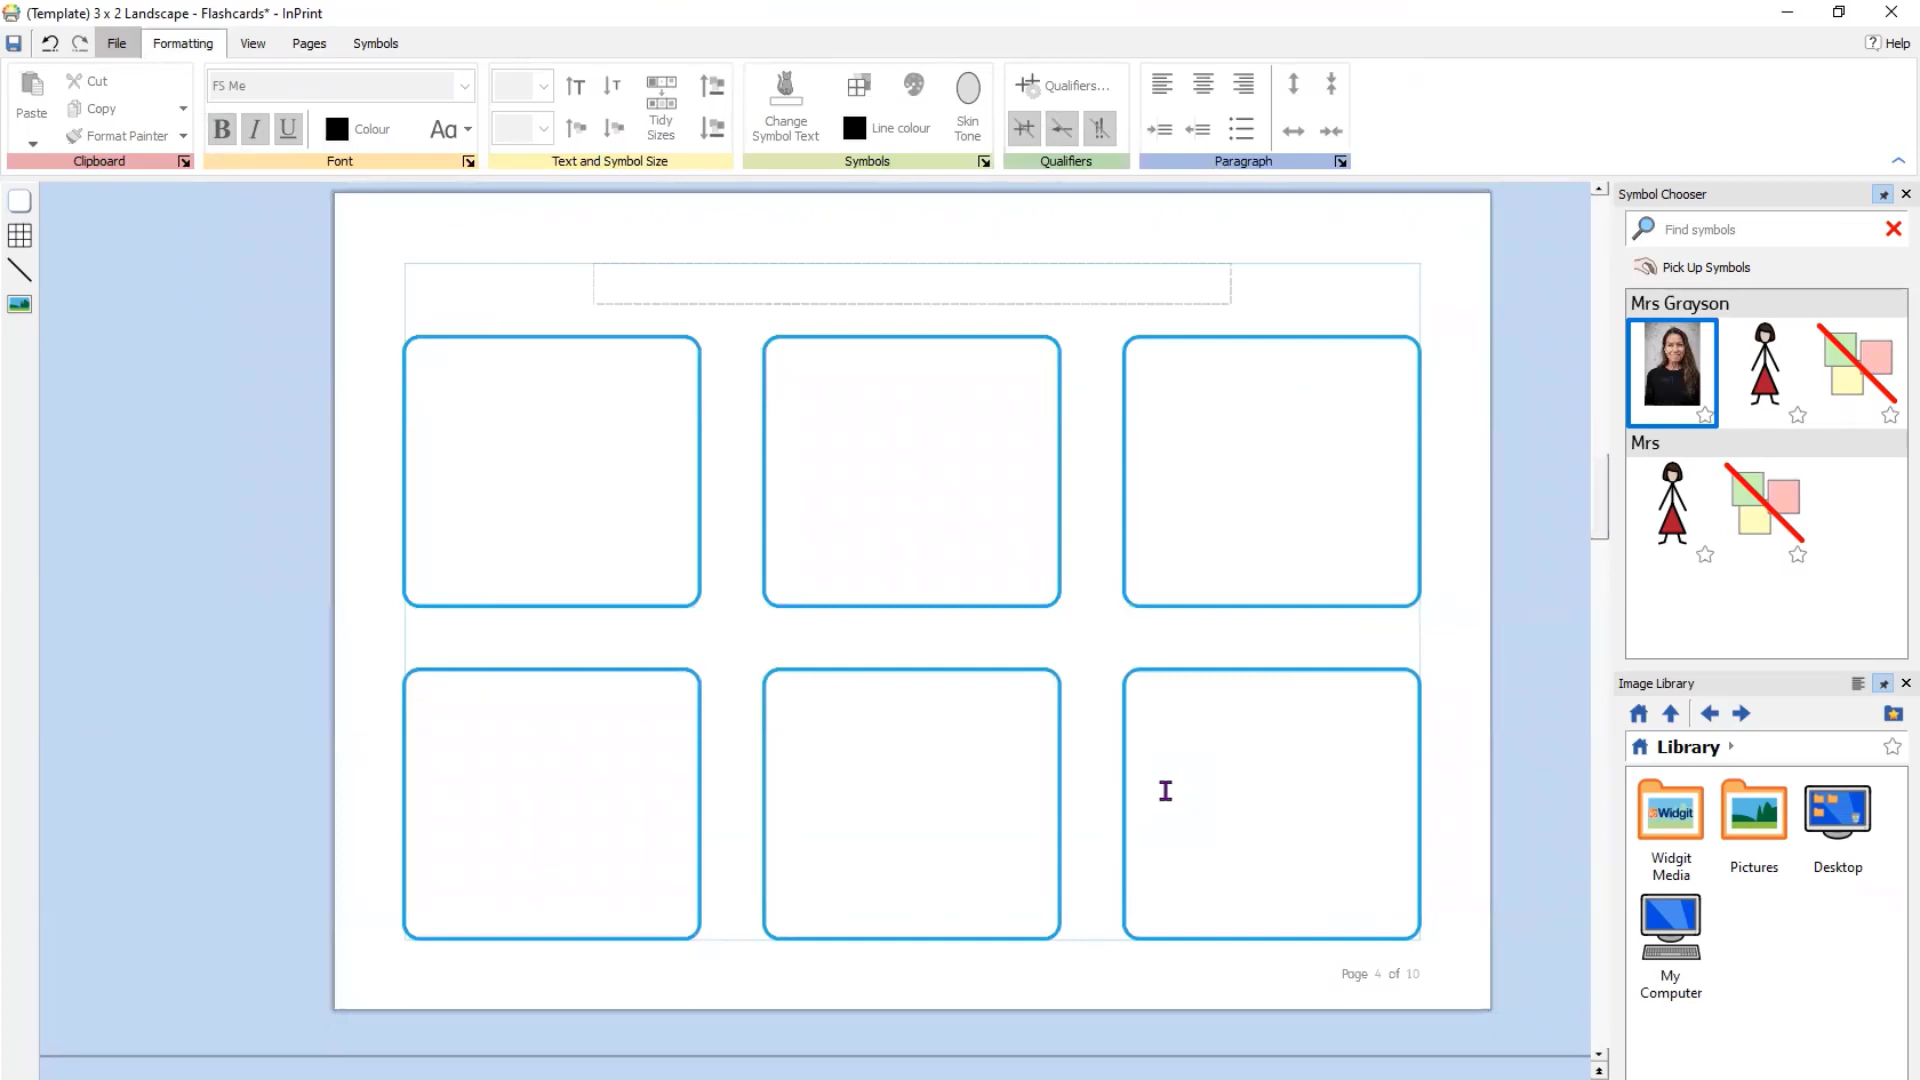 (Template) 3 x 2 Landscape - Flashcards* - InPrint
File Formatting View Pages Symbols Help
Paste
Cut
Copy
Format Painter
Clipboard
FS Me
B I U Colour Aa
Font
Tidy
Sizes
Text and Symbol Size
Change
Symbol Text
Line colour
Skin
Tone
Symbols
Qualifiers...
Qualifiers
Paragraph
Symbol Chooser
Find symbols
Pick Up Symbols
Mrs Grayson
Mrs
Image Library
Library
Widgit
Widgit
Media
Pictures
Desktop
My
Computer
Page 4 of 10